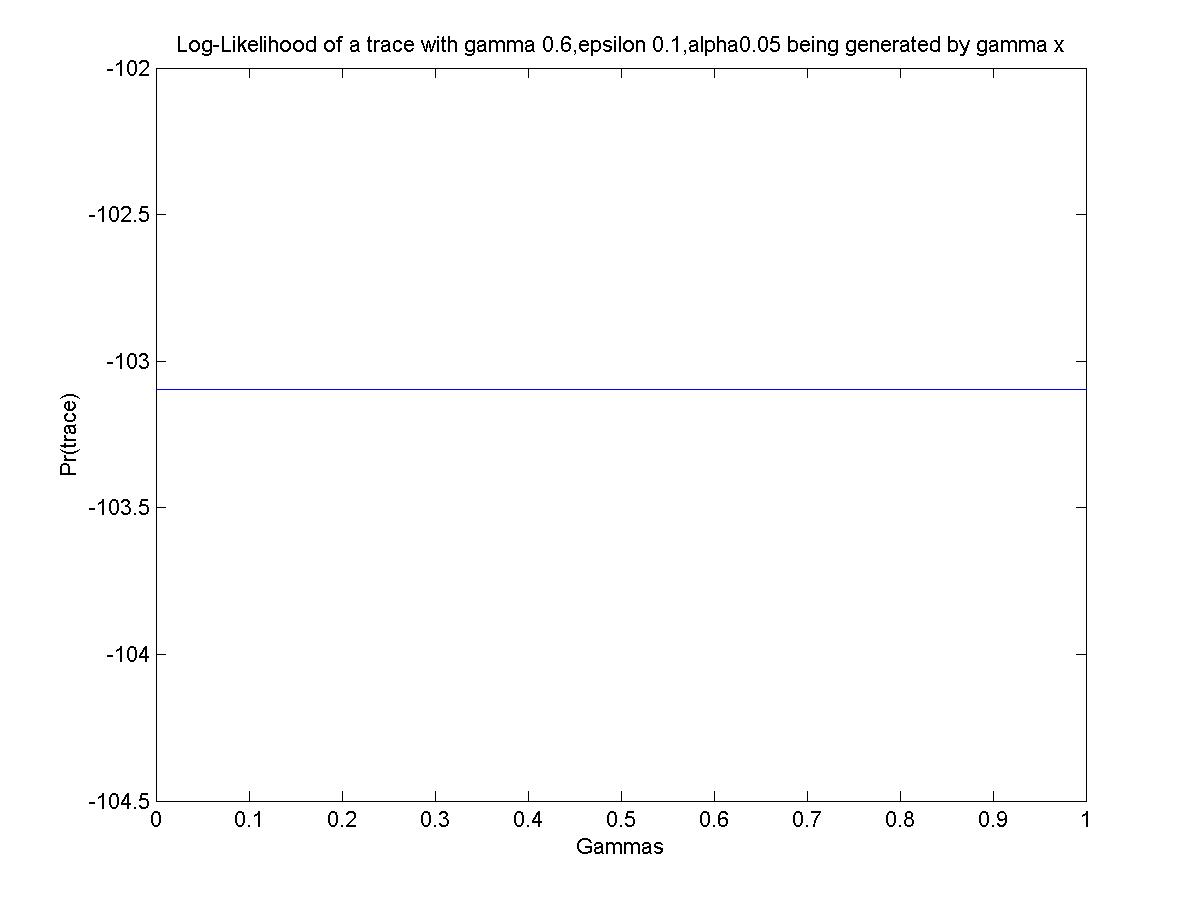 Log-Likelihood of a trace with gamma 0.6,epsilon 0.1,alpha0.05 being generated by gamma x
-102
-102.5
-103
-103.5
-104
-104.5
Pr(trace)
0 0.1 0.2 0.3 0.4 0.5 0.6 0.7 0.8 0.9 1
Gammas